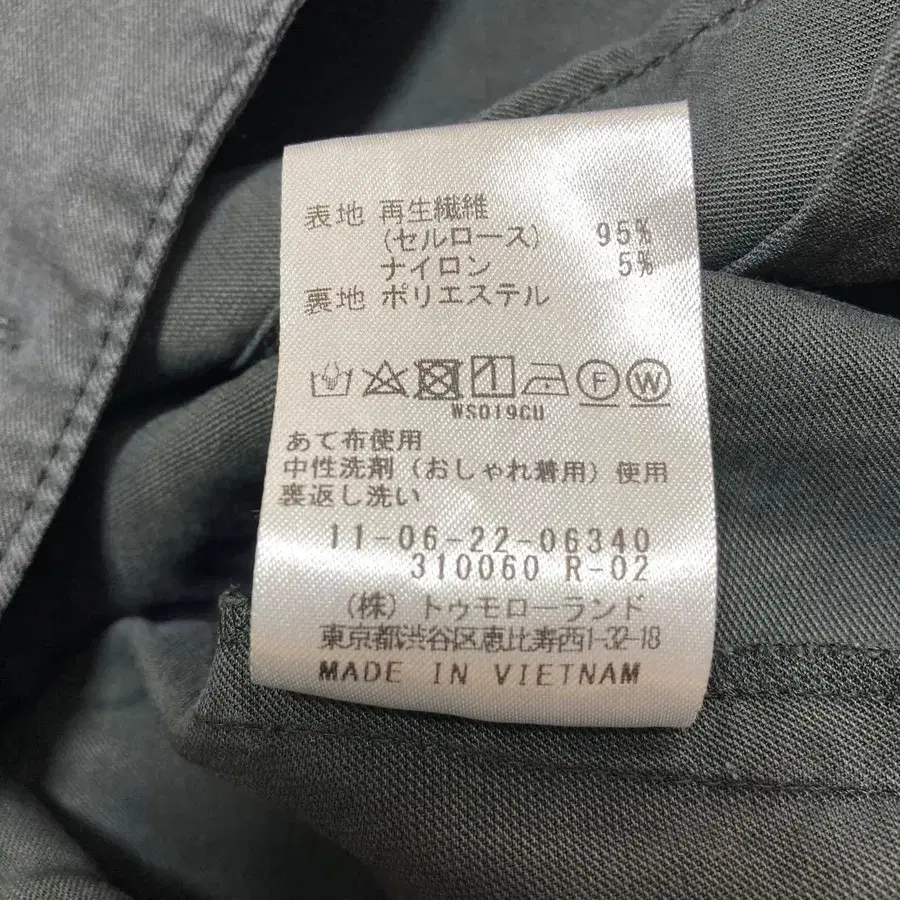 表地 再生繊維
(セルロース) 95%
ナイロン 5%
裏地 ポリエステル
F W
WS019CU
あて布使用
中性洗剤（おしゃれ着用）使用
裏返し洗い
11-06-22-06340
310060 R-02
（株）トゥモローランド
東京都渋谷区恵比寿西1-32-18
MADE IN VIETNAM